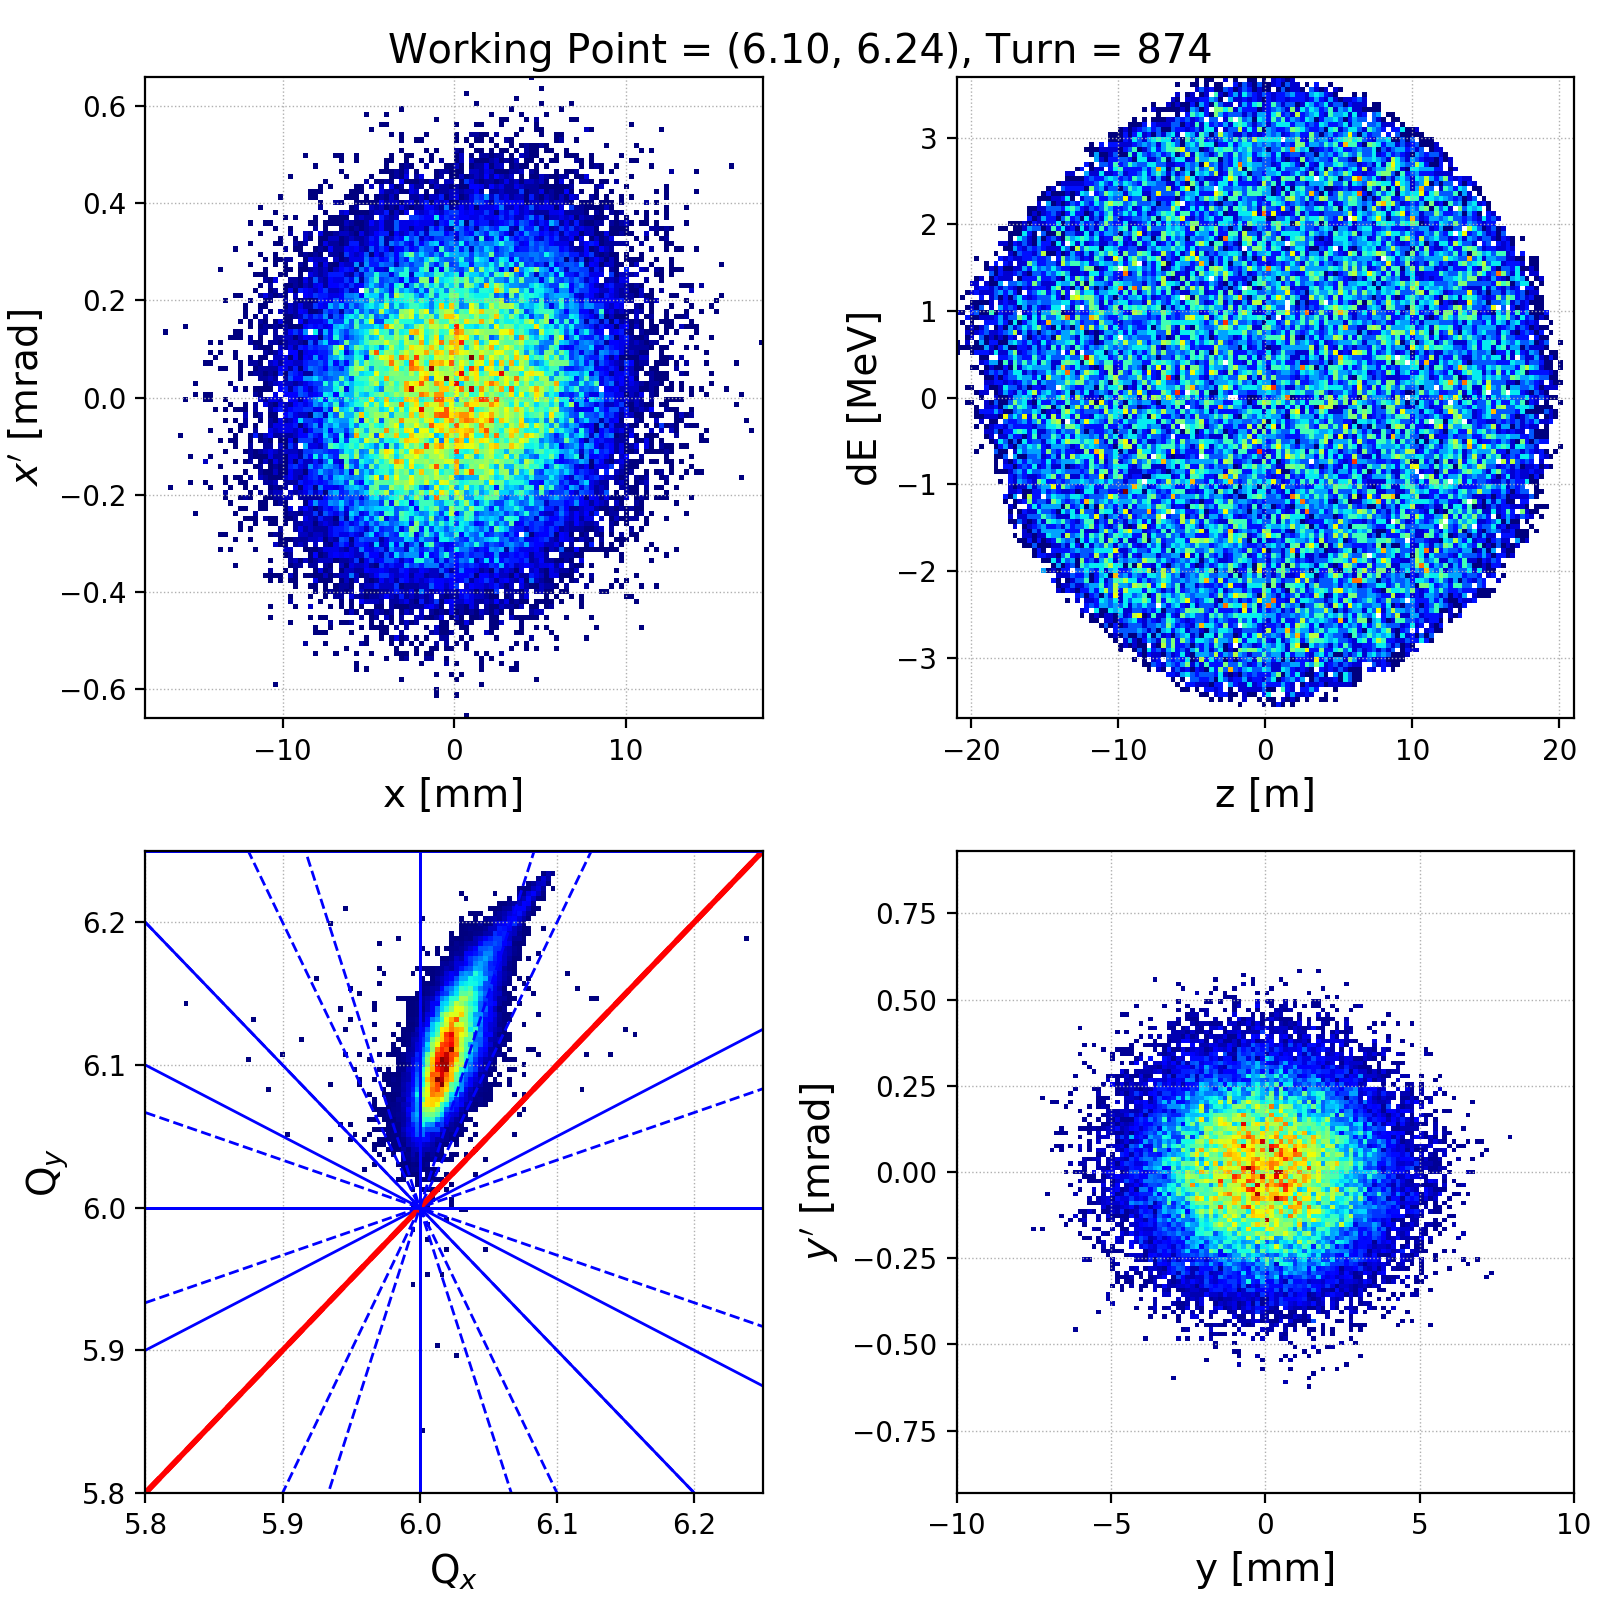 Working Point = (6.10, 6.24), Turn = 874
0.6
0.4
0.2
0.0
−0.2
−0.4
−0.6
x′ [mrad]
−10 0 10
x [mm]
3
2
1
0
−1
−2
−3
dE [MeV]
−20 −10 0 10 20
z [m]
6.2
6.1
6.0
5.9
5.8
Qy
5.8 5.9 6.0 6.1 6.2
Qx
0.75
0.50
0.25
0.00
−0.25
−0.50
−0.75
y′ [mrad]
−10 −5 0 5 10
y [mm]